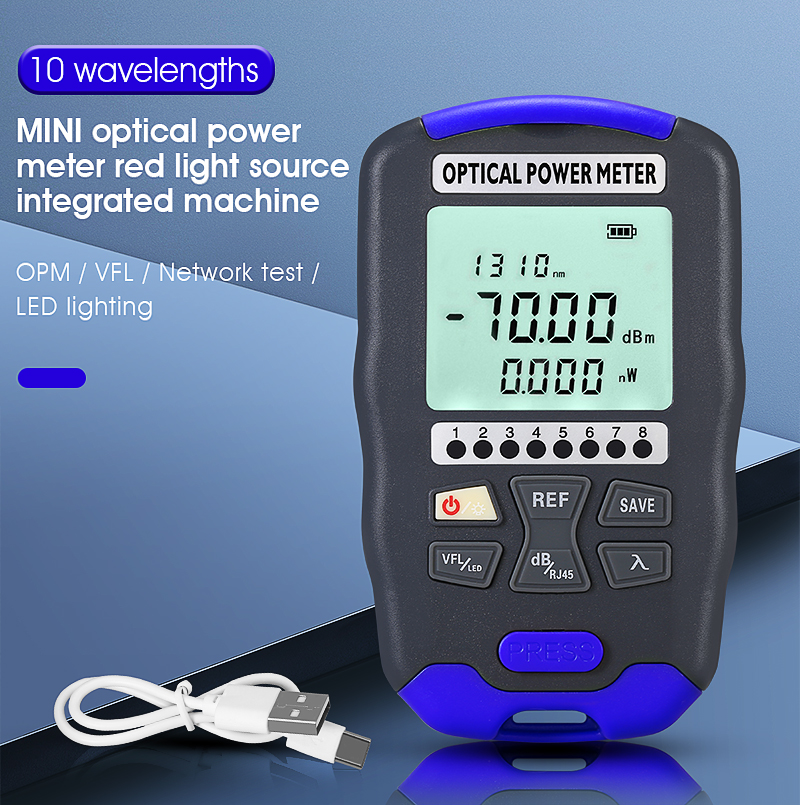 10 wavelengths
MINI optical power
meter red light source
integrated machine
OPM / VFL / Network test /
LED lighting
OPTICAL POWER METER
1310 nm
-70.00 dBm
0.000 nW
1 2 3 4 5 6 7 8
REF
SAVE
VFL/LED
dB/RJ45
λ
PRESS